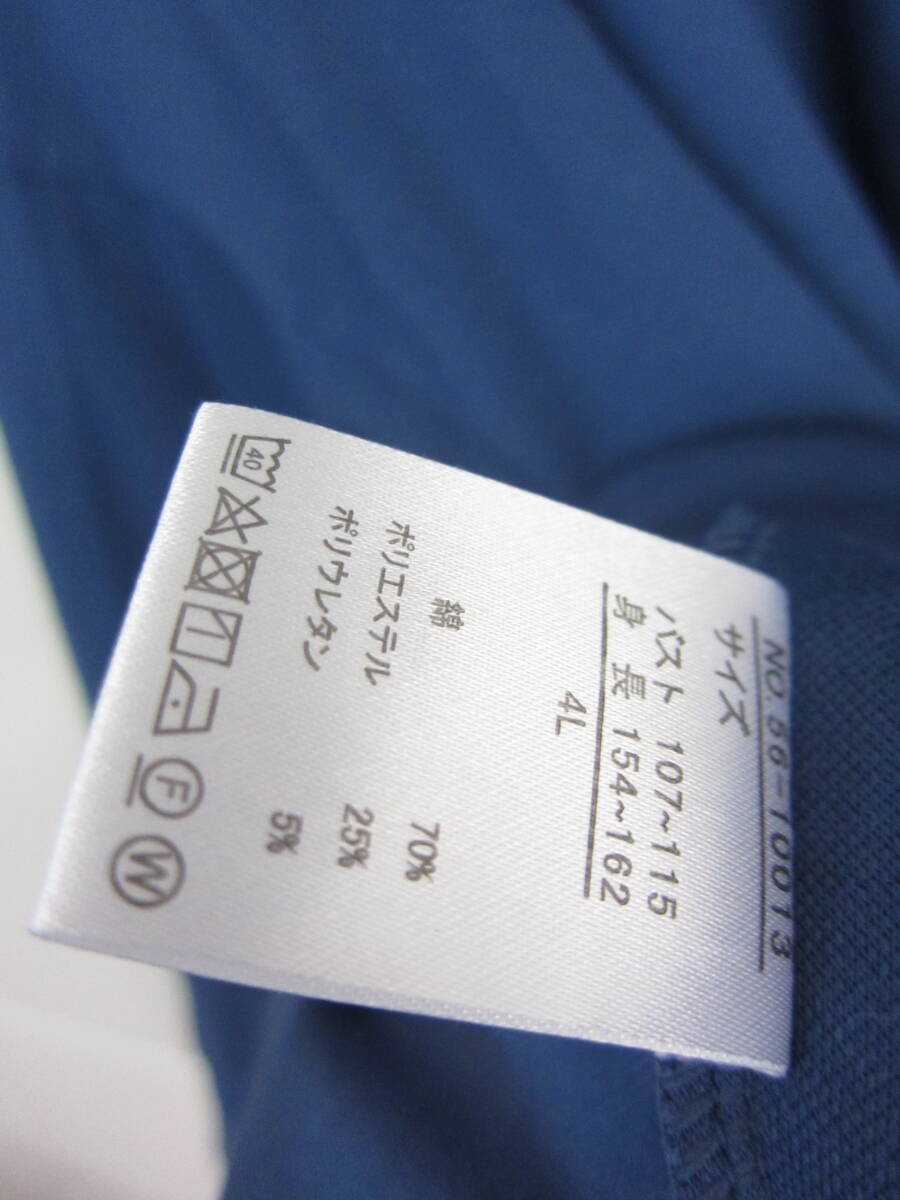 NO.56-10013
サイズ
バスト 107~115
身長 154~162
4L
綿 70%
ポリエステル 25%
ポリウレタン 5%
40
F
W